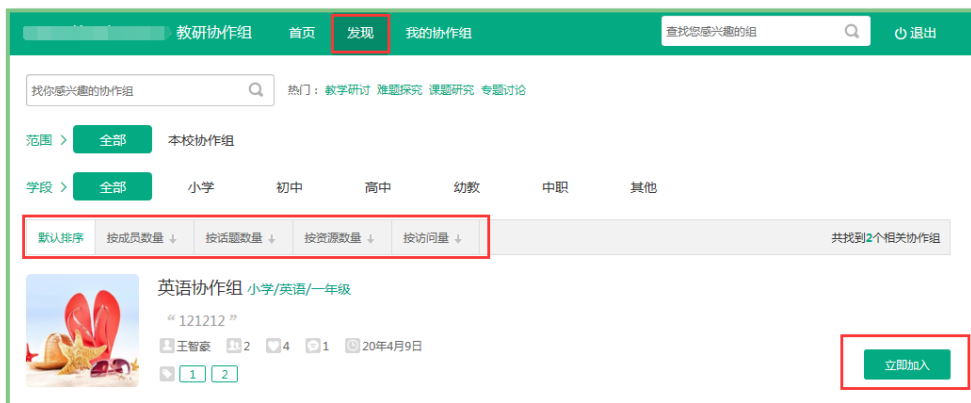 教研协作组 首页 发现 我的协作组 查找您感兴趣的组 退出
找你感兴趣的协作组 热门： 教学研讨 难题探究 课题研究 专题讨论
范围 全部 本校协作组
学段 全部 小学 初中 高中 幼教 中职 其他
默认排序 按成员数量↓ 按话题数量↓ 按资源数量↓ 按访问量↓ 共找到2个相关协作组
英语协作组 小学/英语/一年级
“ 121212 ”
王智豪 2 4 1 20年4月9日
1 2 立即加入